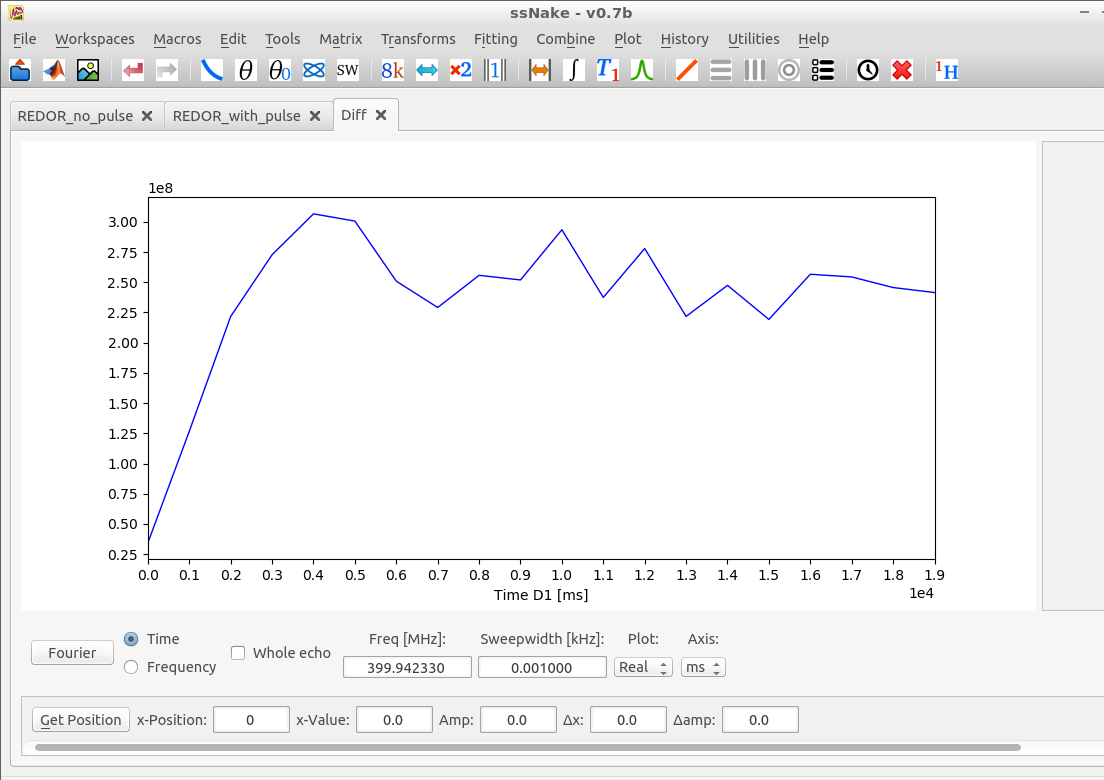 ssNake - v0.7b
File Workspaces Macros Edit Tools Matrix Transforms Fitting Combine Plot History Utilities Help
θ θ0 SW 8k ×2 |1| ∫ T1 1H
REDOR_no_pulse REDOR_with_pulse Diff
1e8
3.00
2.75
2.50
2.25
2.00
1.75
1.50
1.25
1.00
0.75
0.50
0.25
0.0 0.1 0.2 0.3 0.4 0.5 0.6 0.7 0.8 0.9 1.0 1.1 1.2 1.3 1.4 1.5 1.6 1.7 1.8 1.9
Time D1 [ms] 1e4
Freq [MHz]: Sweepwidth [kHz]: Plot: Axis:
Fourier Time Whole echo 399.942330 0.001000 Real ms
Frequency
Get Position x-Position: 0 x-Value: 0.0 Amp: 0.0 Δx: 0.0 Δamp: 0.0